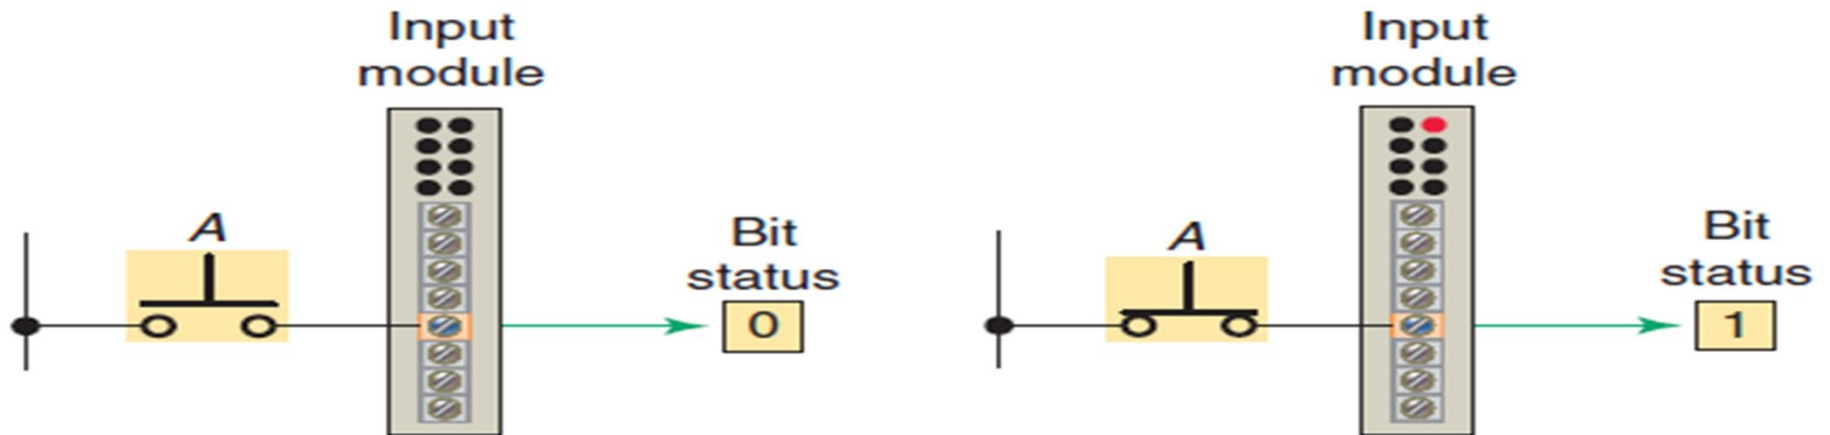 Input
module
A
Bit
status
0
Input
module
A
Bit
status
1